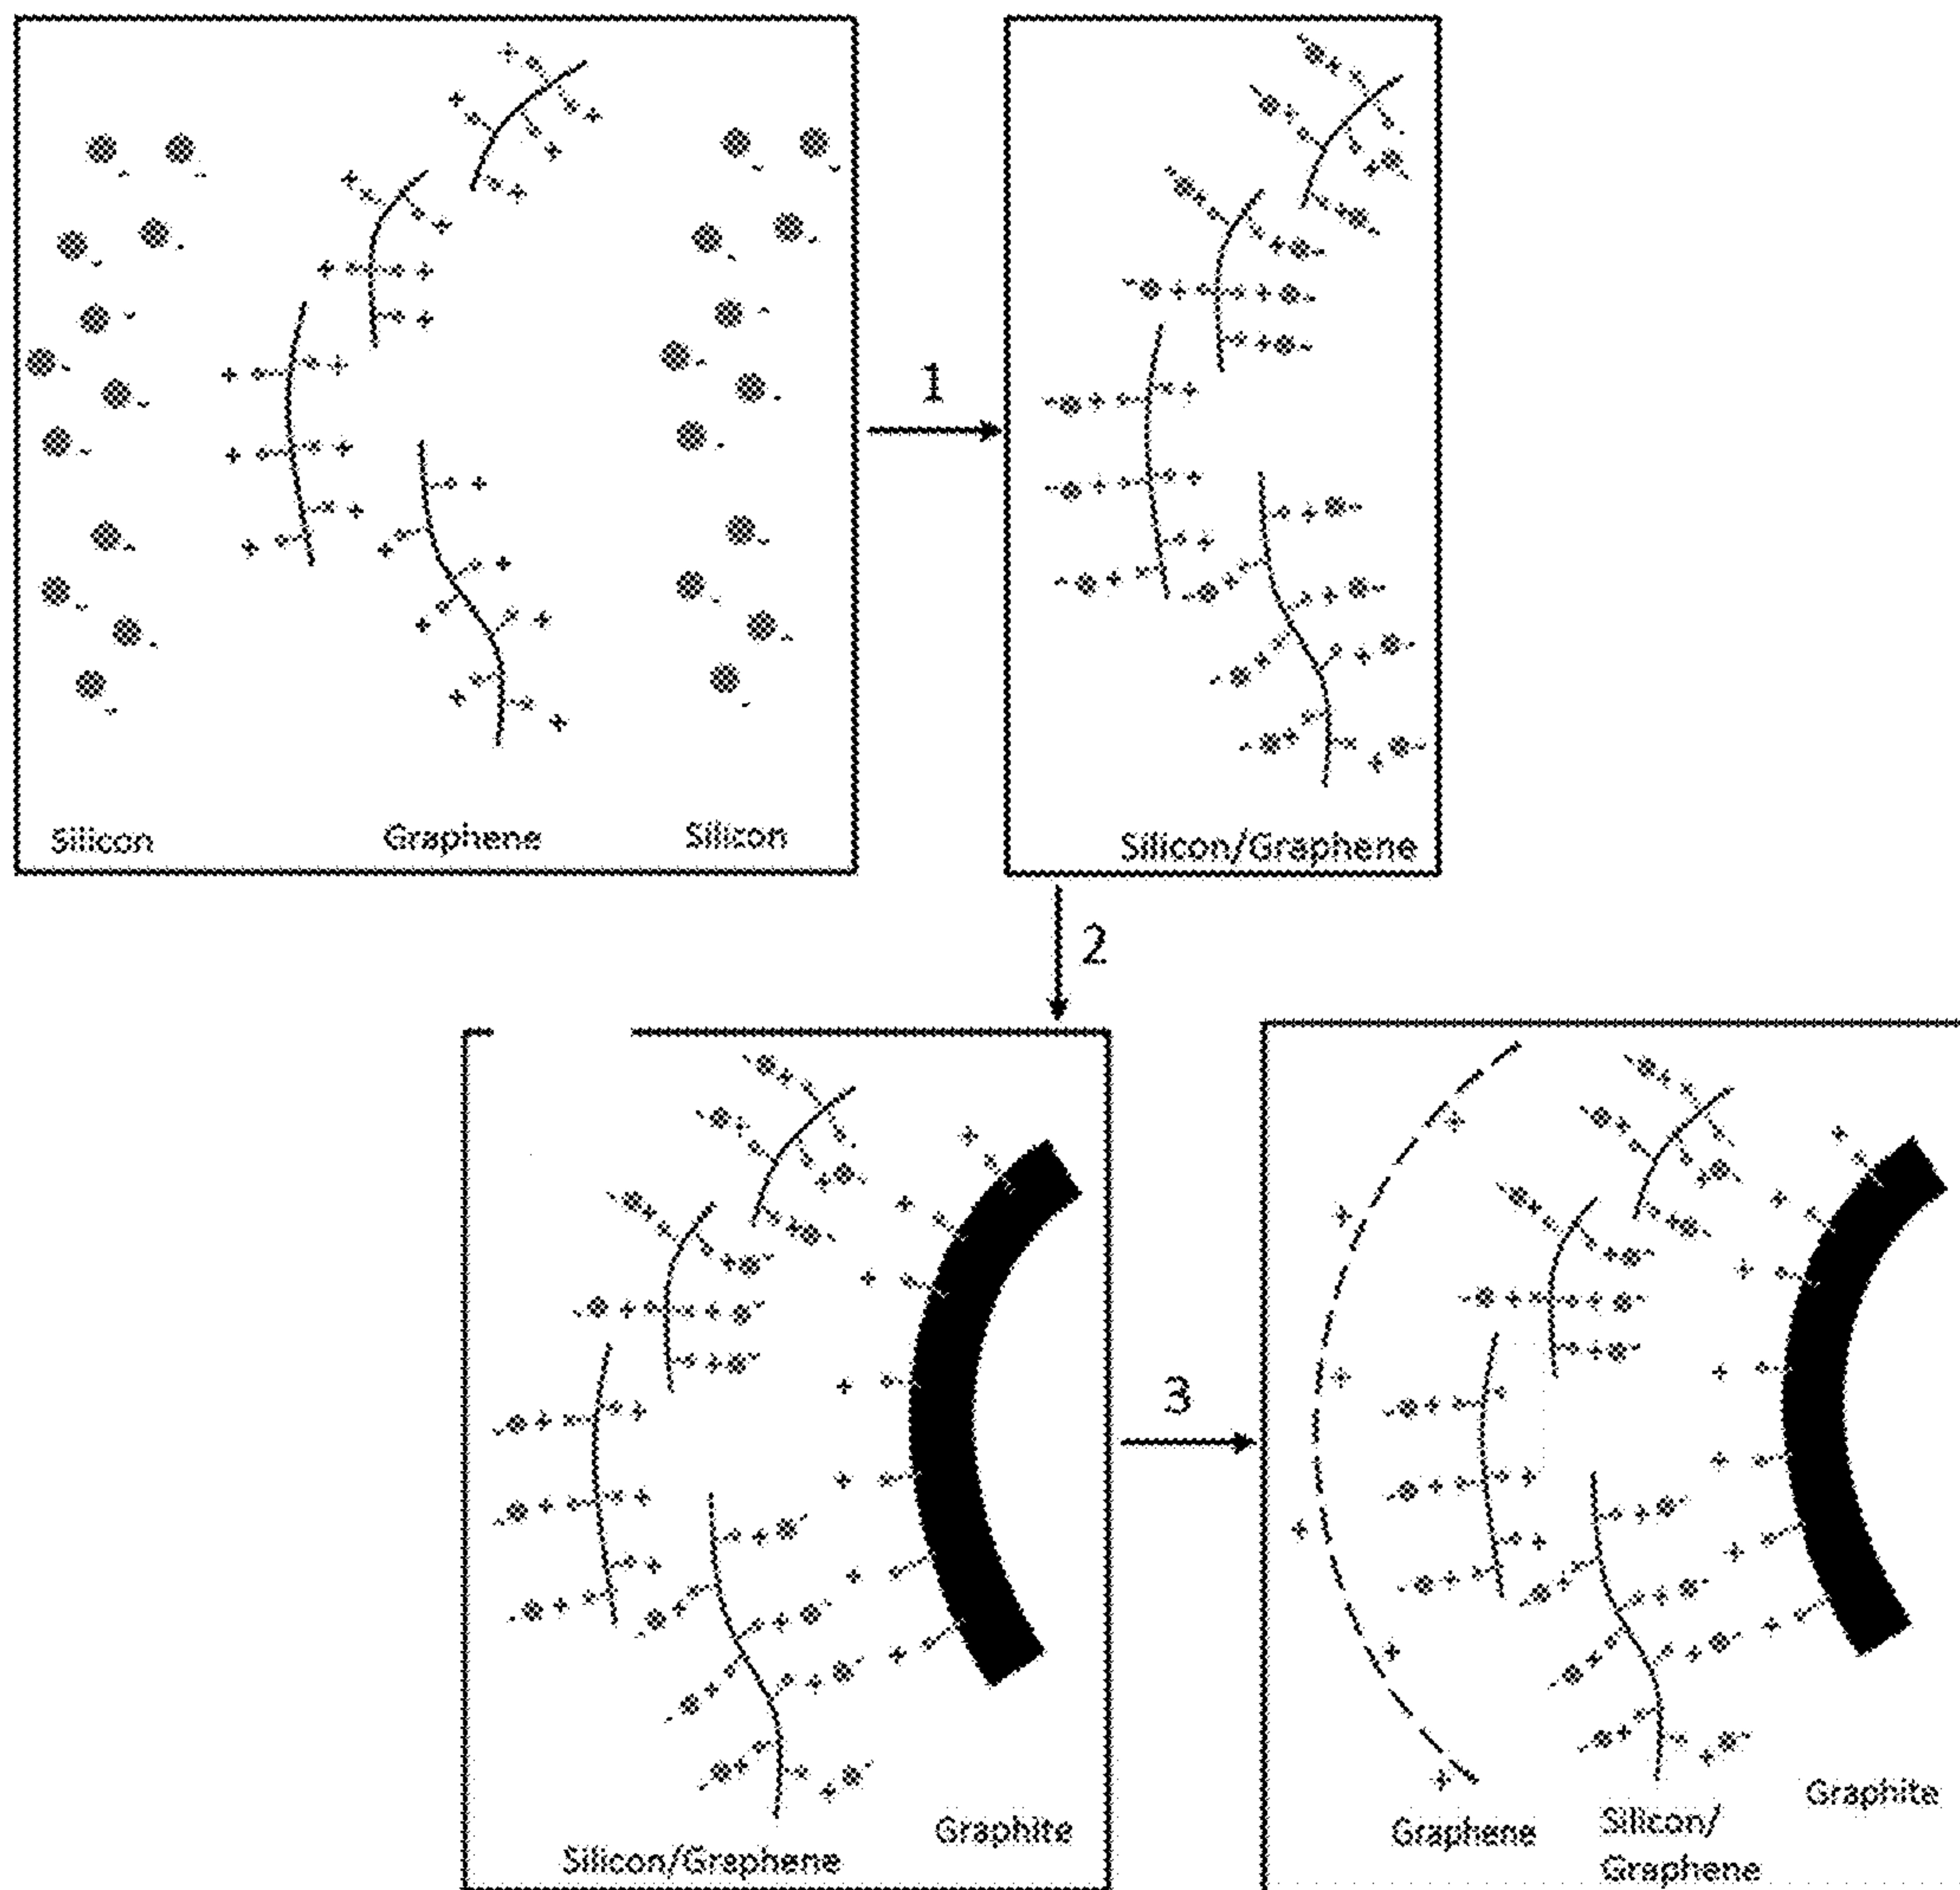 1
Silicon
Graphene
Silicon
Silicon/Graphene
2
3
Silicon/Graphene
Graphite
Graphene
Silicon/
Graphene
Graphite